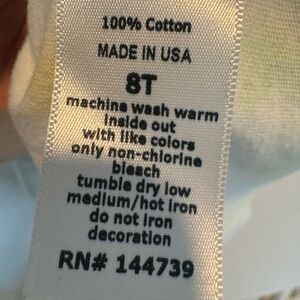 100% Cotton
MADE IN USA
8T
machine wash warm
inside out
with like colors
only non-chlorine
bleach
tumble dry low
medium/hot iron
do not iron
decoration
RN# 144739